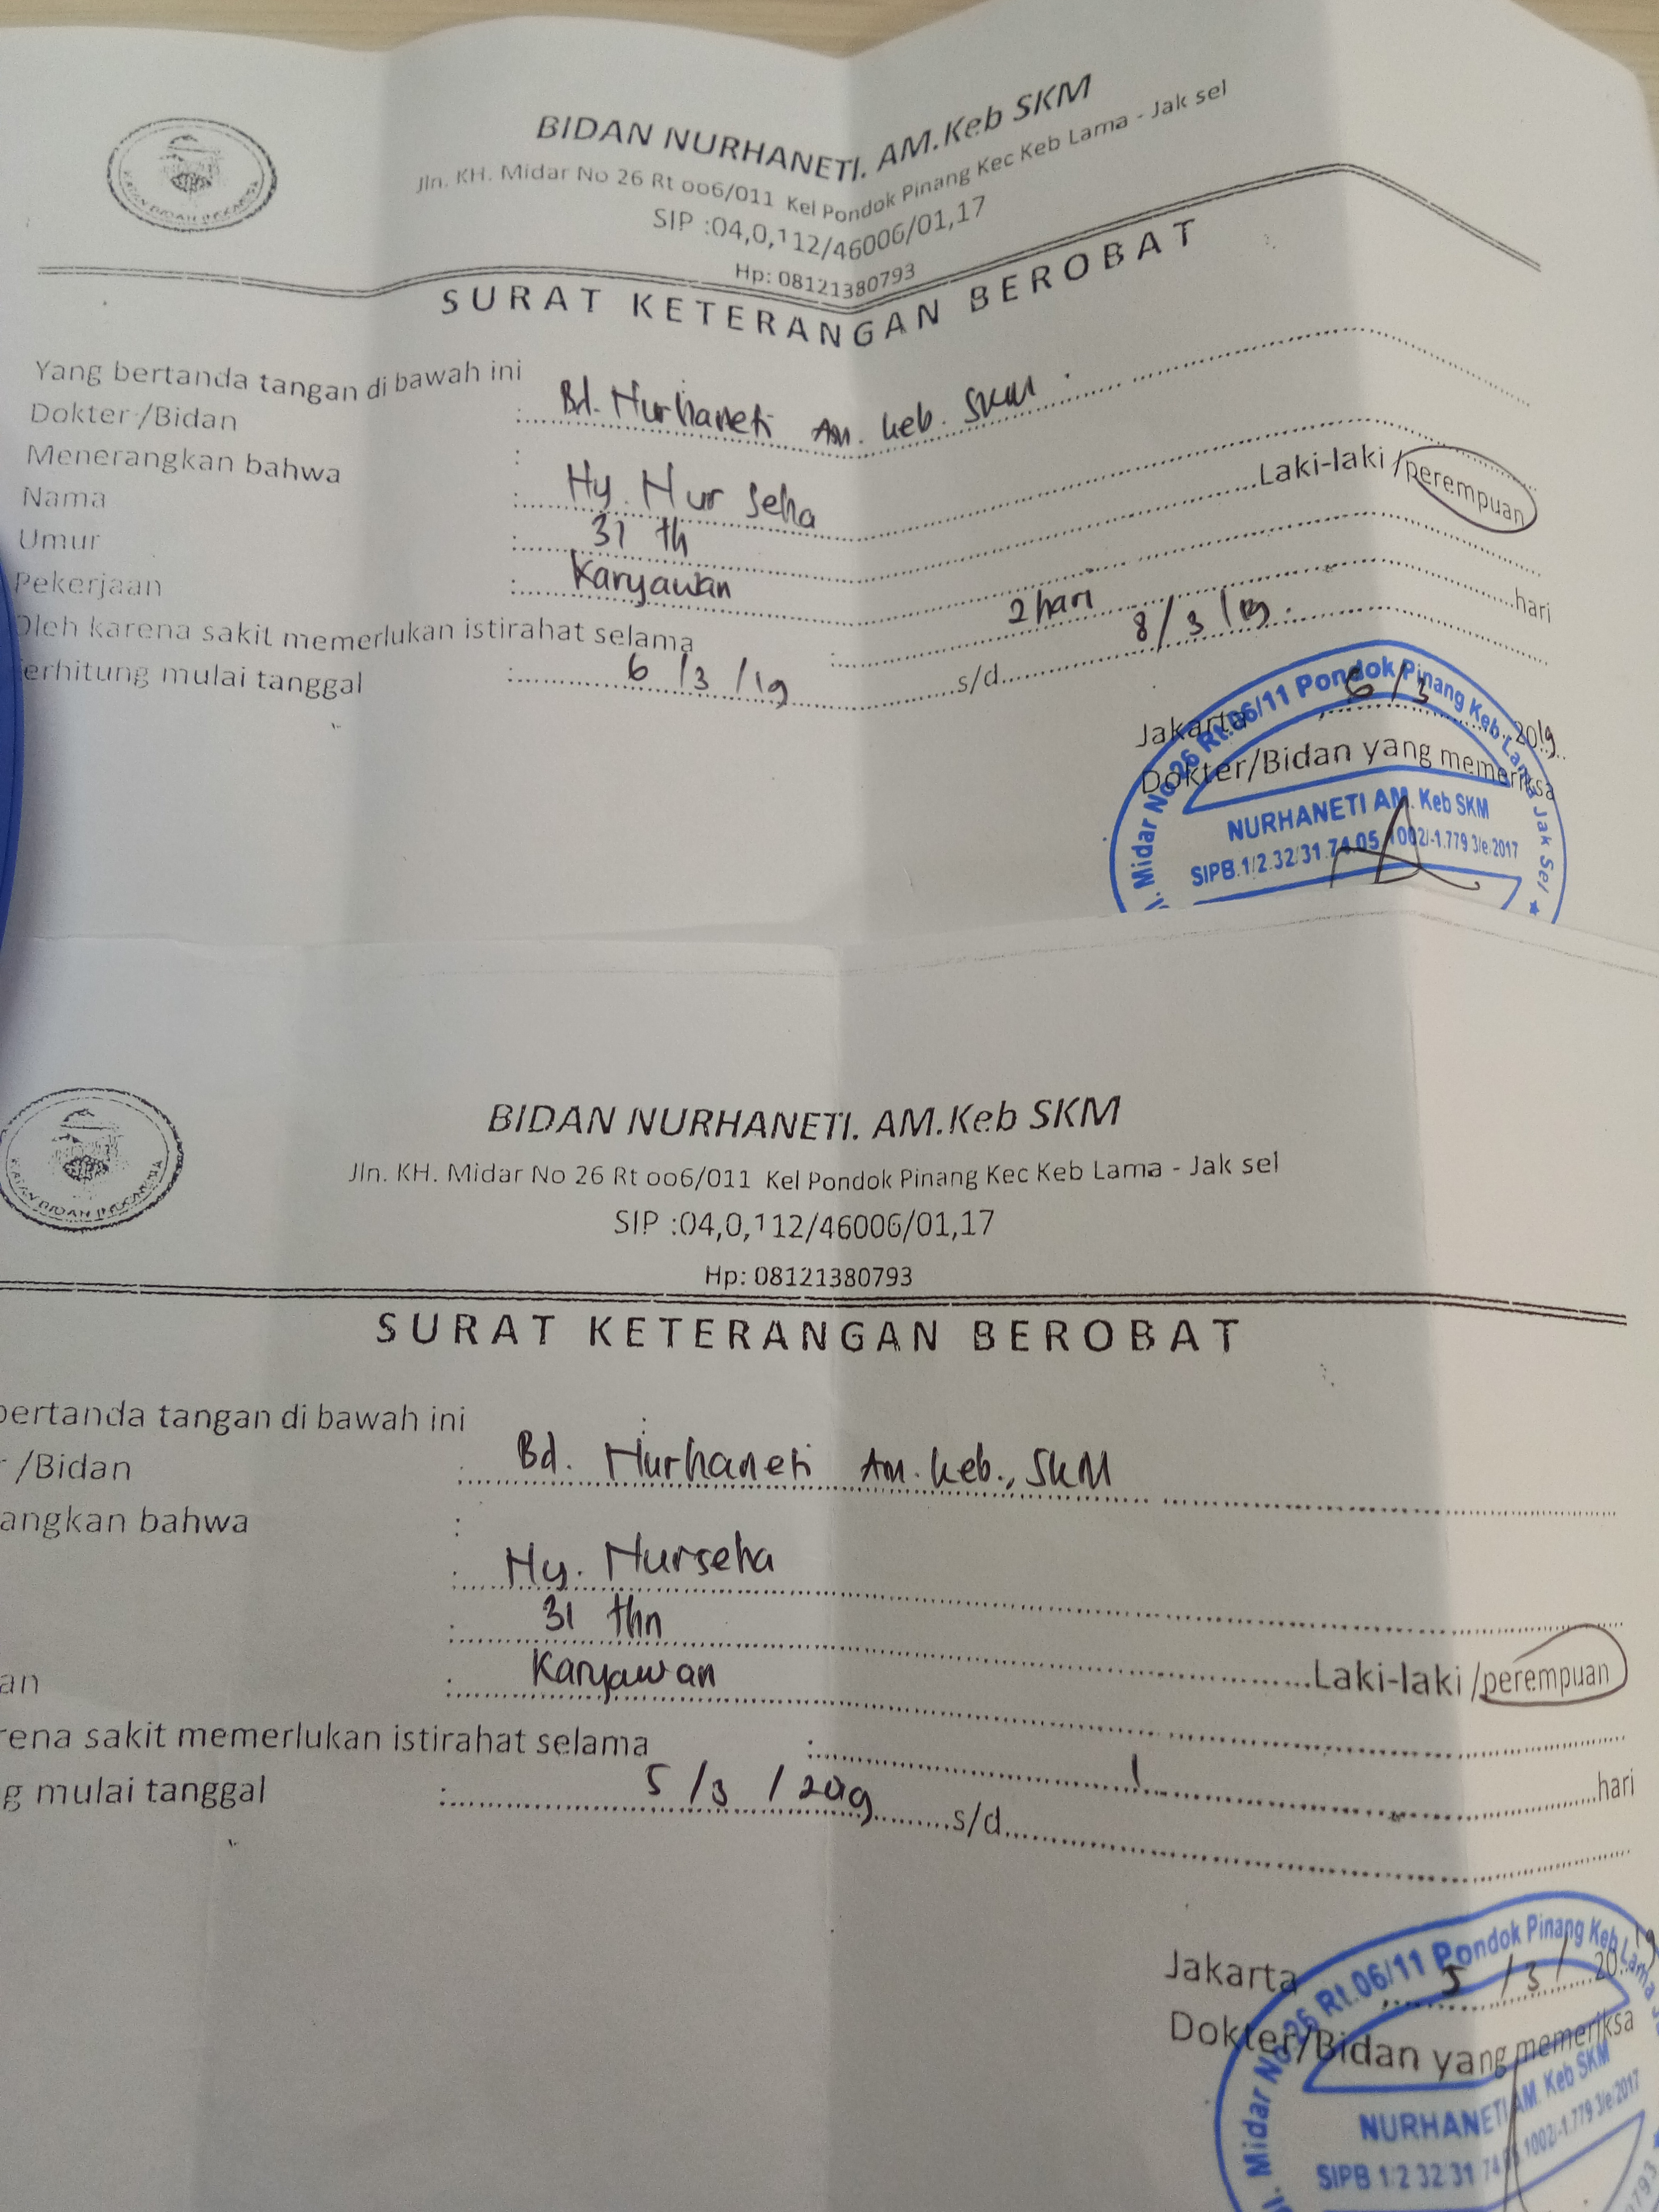 BIDAN NURHANETI. AM.Keb SKM
Jln. KH. Midar No 26 Rt oo6/011 Kel Pondok Pinang Kec Keb Lama - Jak sel
SIP :04,0,112/46006/01,17
Hp: 08121380793
SURAT KETERANGAN BEROBAT
Yang bertanda tangan di bawah ini
Dokter /Bidan : Bd. Nurhaneti Am. Keb. SKM
Menerangkan bahwa :
Nama : Ny. Nur Seha
Umur : 31 th Laki-laki /perempuan
Pekerjaan : Karyawan
Oleh karena sakit memerlukan istirahat selama : 2 hari hari
Terhitung mulai tanggal : 6 /3 /19 s/d 8/3/19.
Jakarta 6/3 2019
Dokter/Bidan yang memeriksa
Jl. Midar No.26 Rt.06/11 Pondok Pinang Keb Lama Jak Sel
NURHANETI AM. Keb SKM
SIPB.1/2.32/31.74.05.1002/-1.779.3/e/2017
IKATAN BIDAN INDONESIA
BIDAN NURHANETI. AM.Keb SKM
Jln. KH. Midar No 26 Rt oo6/011 Kel Pondok Pinang Kec Keb Lama - Jak sel
SIP :04,0,112/46006/01,17
Hp: 08121380793
SURAT KETERANGAN BEROBAT
bertanda tangan di bawah ini
/Bidan : Bd. Nurhaneti Am. Keb., SKM
angkan bahwa :
: Ny. Nurseha
: 31 thn Laki-laki /perempuan
an : Karyawan
rena sakit memerlukan istirahat selama : 1 hari
g mulai tanggal : 5 /3 /2019 s/d
Jakarta 5 /3/ 2019
Dokter/Bidan yang memeriksa
Jl. Midar No.26 Rt.06/11 Pondok Pinang Keb Lama
NURHANETI AM. Keb SKM
SIPB 1/2 32/31 74 1002/-1.779 3/e/2017